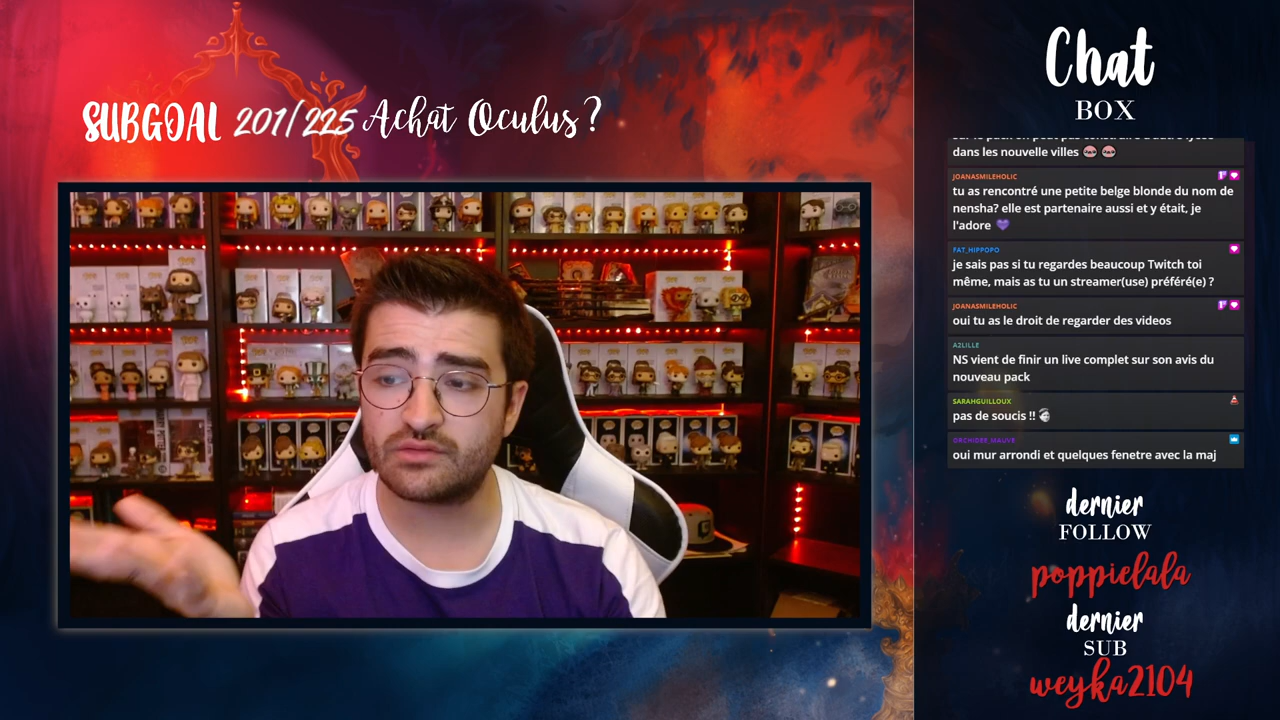 SUBGOAL 201/225 Achat Oculus?
Chat
BOX
dans les nouvelle villes
JOANASMILEHOLIC
tu as rencontré une petite belge blonde du nom de
nensha? elle est partenaire aussi et y était, je
l'adore
FAT_HIPPOPO
je sais pas si tu regardes beaucoup Twitch toi
même, mais as tu un streamer(use) préféré(e) ?
JOANASMILEHOLIC
oui tu as le droit de regarder des videos
A2LILLE
NS vient de finir un live complet sur son avis du
nouveau pack
SARAHGUILLOUX
pas de soucis !!
ORCHIDEE_MAUVE
oui mur arrondi et quelques fenetre avec la maj
dernier
FOLLOW
poppielala
dernier
SUB
weyka2104